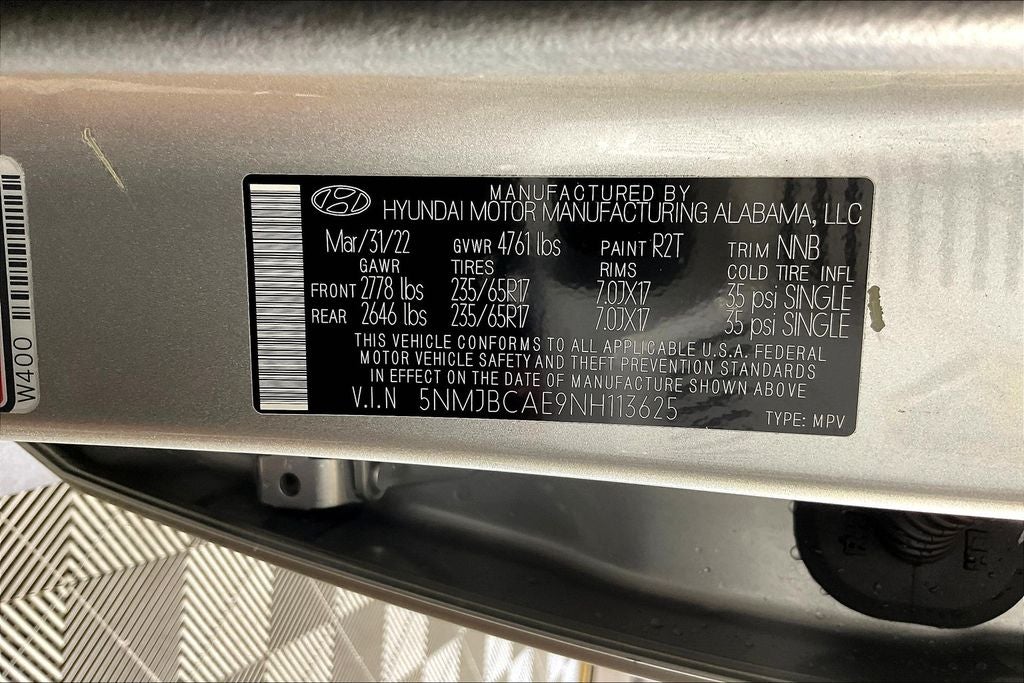 MANUFACTURED BY
HYUNDAI MOTOR MANUFACTURING ALABAMA, LLC
Mar/31/22 GVWR 4761 lbs PAINT R2T TRIM NNB
GAWR TIRES RIMS COLD TIRE INFL
FRONT 2778 lbs 235/65R17 7.0JX17 35 psi SINGLE
REAR 2646 lbs 235/65R17 7.0JX17 35 psi SINGLE
THIS VEHICLE CONFORMS TO ALL APPLICABLE U.S.A. FEDERAL
MOTOR VEHICLE SAFETY AND THEFT PREVENTION STANDARDS
IN EFFECT ON THE DATE OF MANUFACTURE SHOWN ABOVE
V.I.N 5NMJBCAE9NH113625
TYPE: MPV
W400